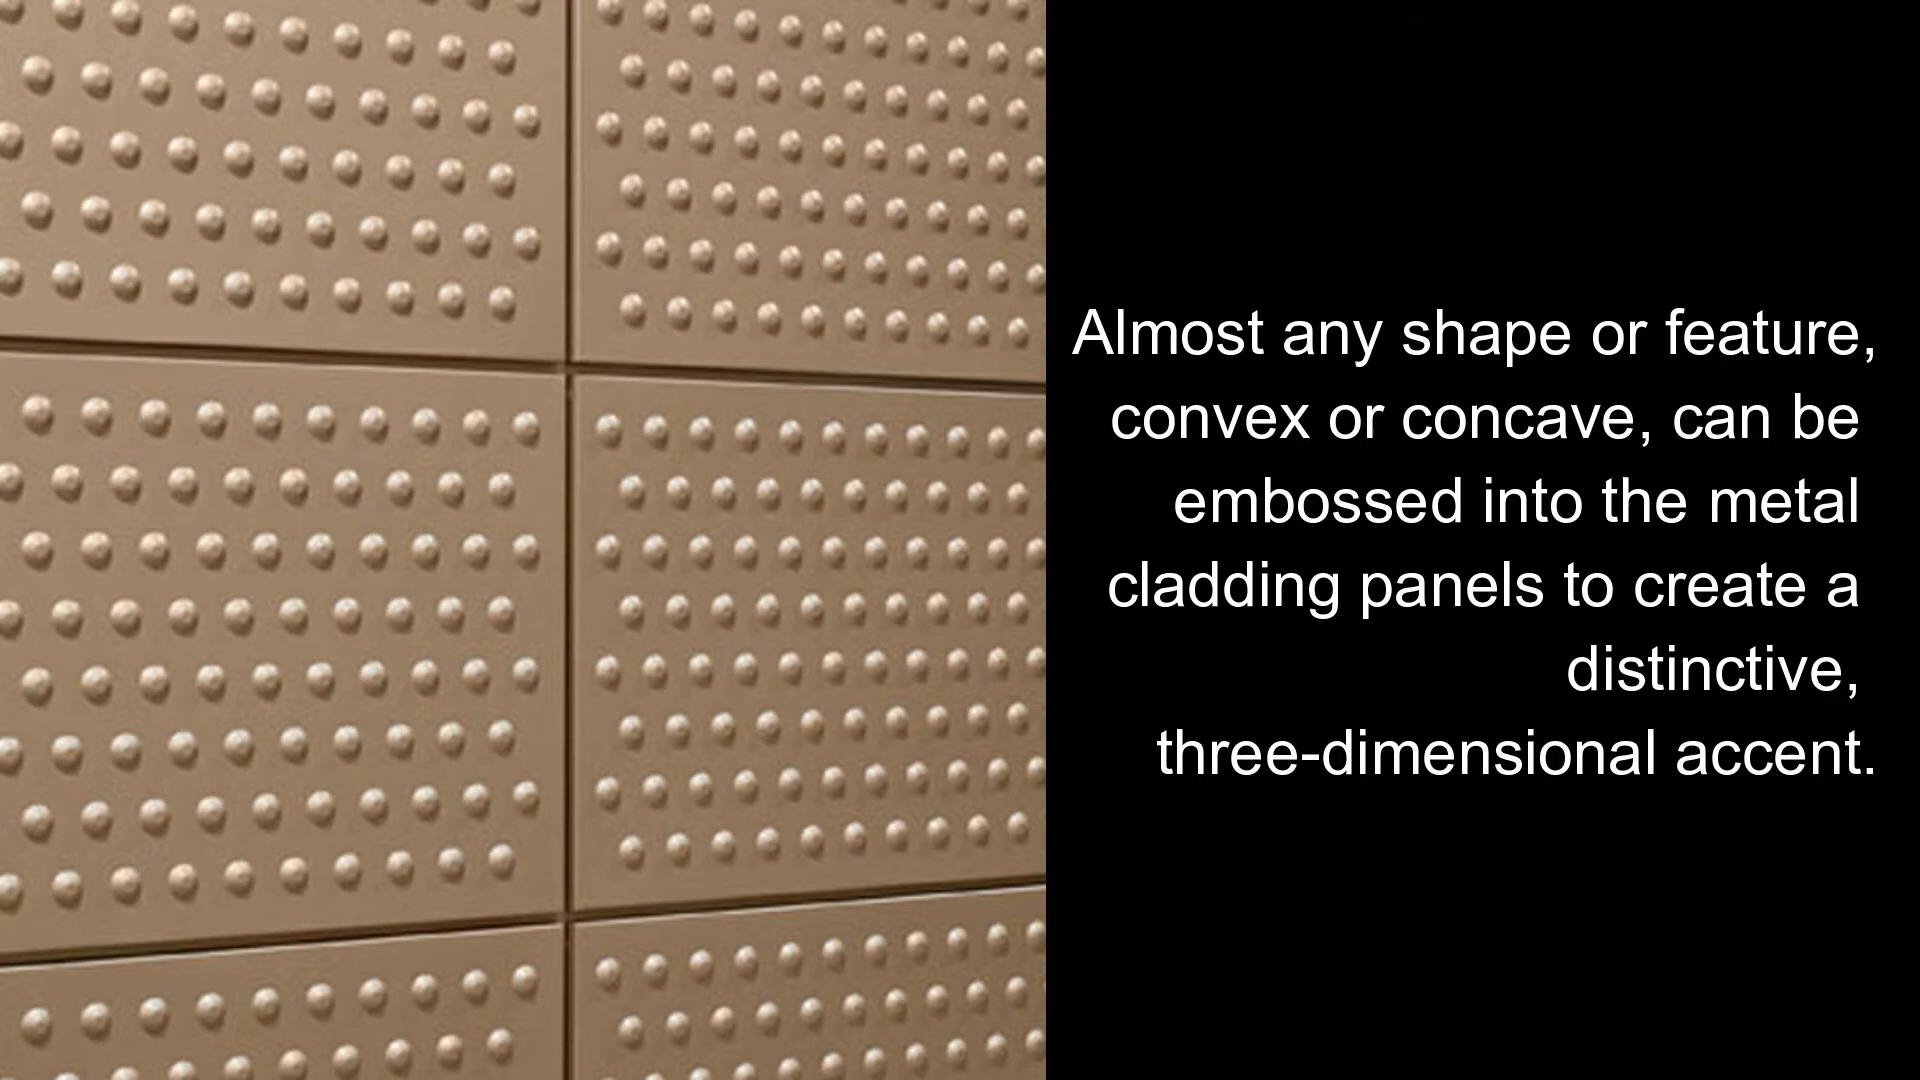 Almost any shape or feature,
convex or concave, can be
embossed into the metal
cladding panels to create a
distinctive,
three-dimensional accent.